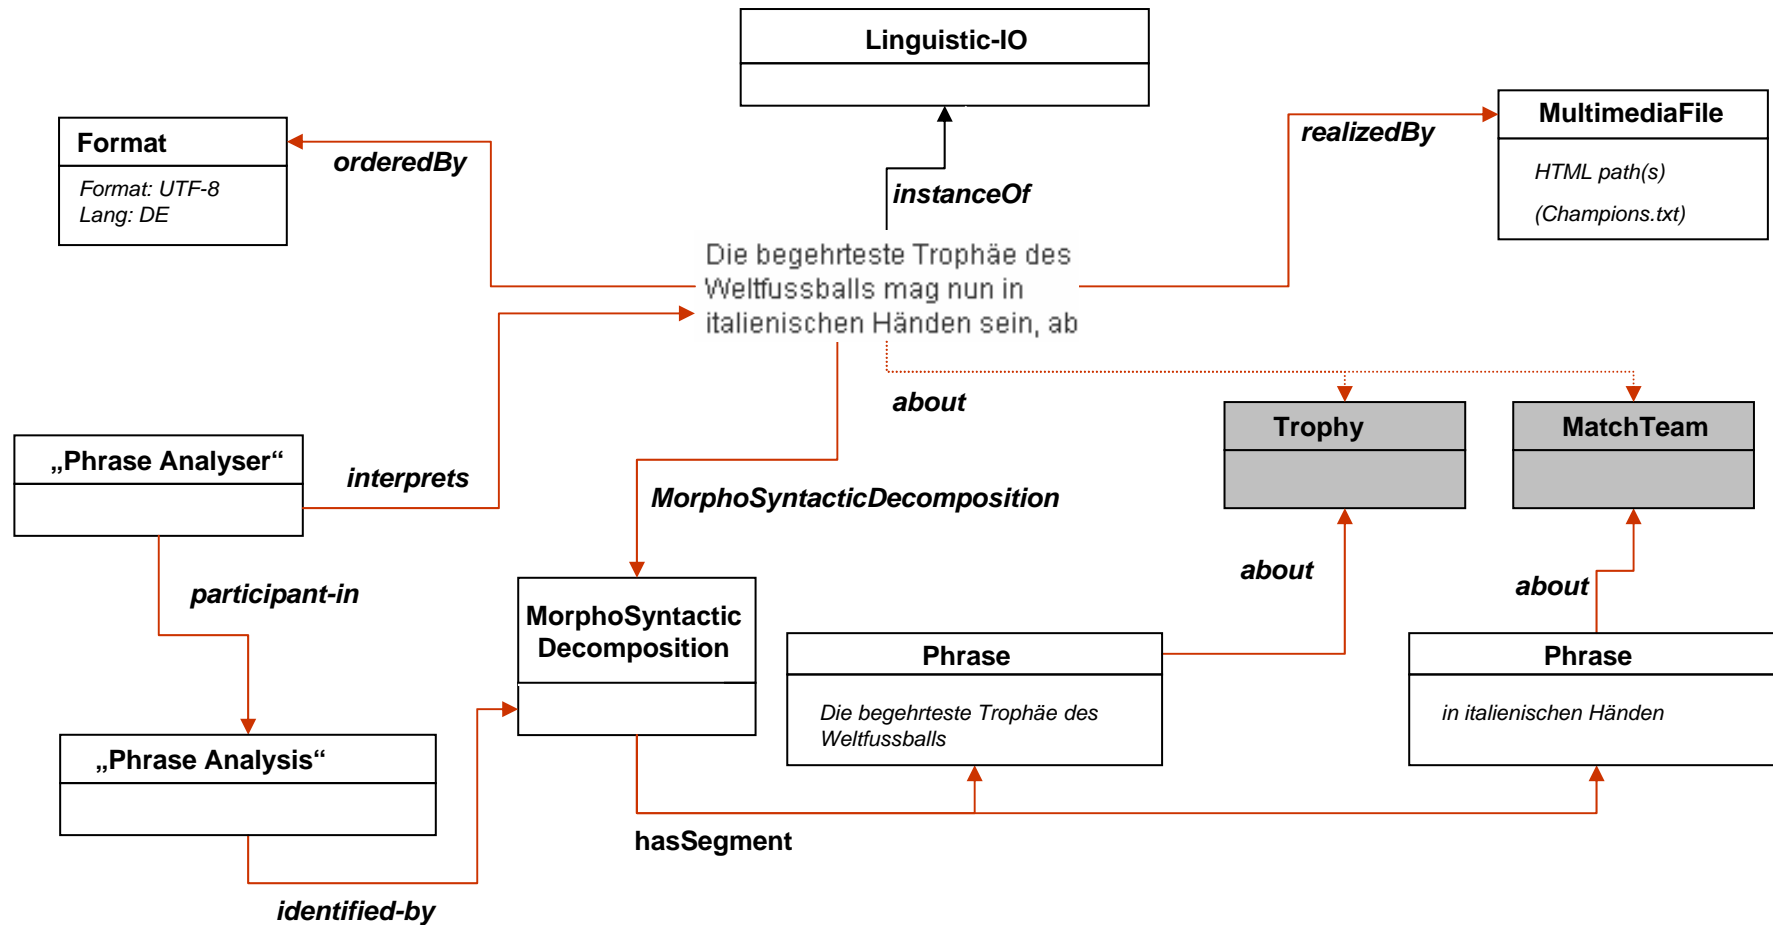 Linguistic-IO
Format
Format: UTF-8
Lang: DE
orderedBy
instanceOf
realizedBy
MultimediaFile
HTML path(s)
(Champions.txt)
Die begehrteste Trophäe des
Weltfussballs mag nun in
italienischen Händen sein, ab
about
Trophy
MatchTeam
„Phrase Analyser“
interprets
MorphoSyntacticDecomposition
participant-in
about
about
MorphoSyntactic
Decomposition
Phrase
Die begehrteste Trophäe des
Weltfussballs
Phrase
in italienischen Händen
„Phrase Analysis“
hasSegment
identified-by